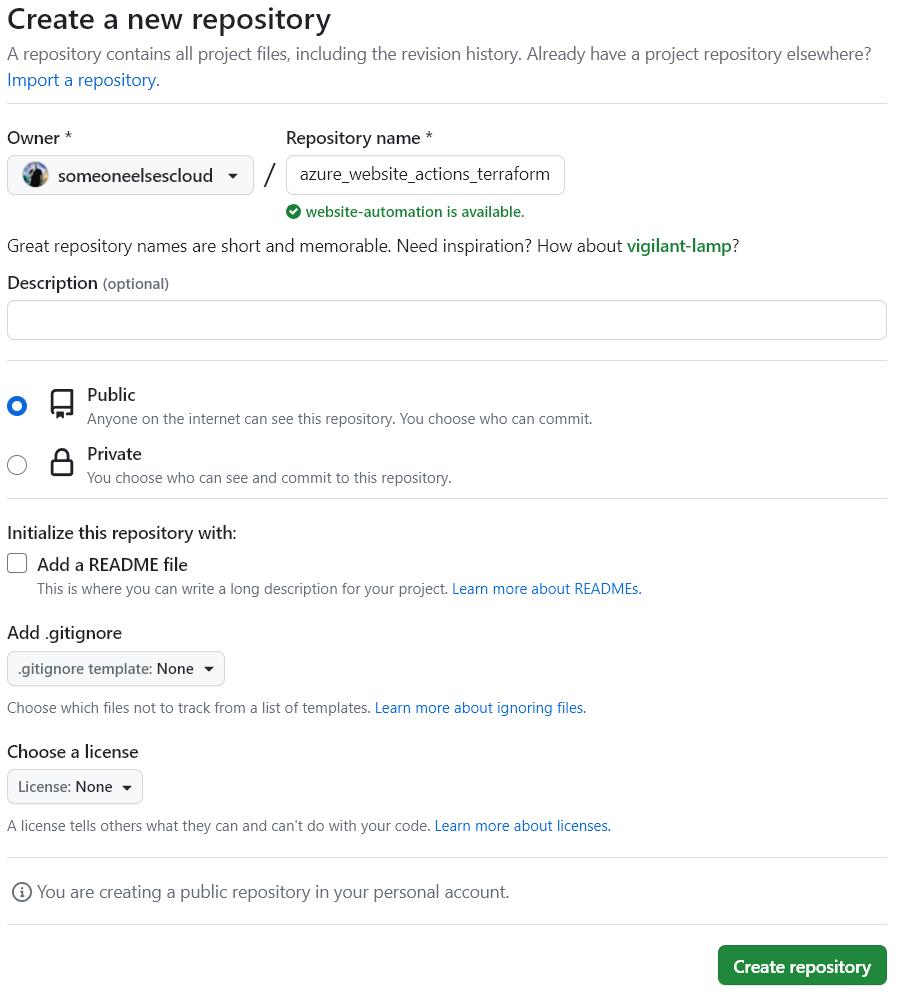 Create a new repository
A repository contains all project files, including the revision history. Already have a project repository elsewhere?
Import a repository.
Owner *
Repository name *
someoneelsescloud
/
azure_website_actions_terraform
website-automation is available.
Great repository names are short and memorable. Need inspiration? How about vigilant-lamp?
Description (optional)
Public
Anyone on the internet can see this repository. You choose who can commit.
Private
You choose who can see and commit to this repository.
Initialize this repository with:
Add a README file
This is where you can write a long description for your project. Learn more about READMEs.
Add .gitignore
.gitignore template: None
Choose which files not to track from a list of templates. Learn more about ignoring files.
Choose a license
License: None
A license tells others what they can and can't do with your code. Learn more about licenses.
You are creating a public repository in your personal account.
Create repository